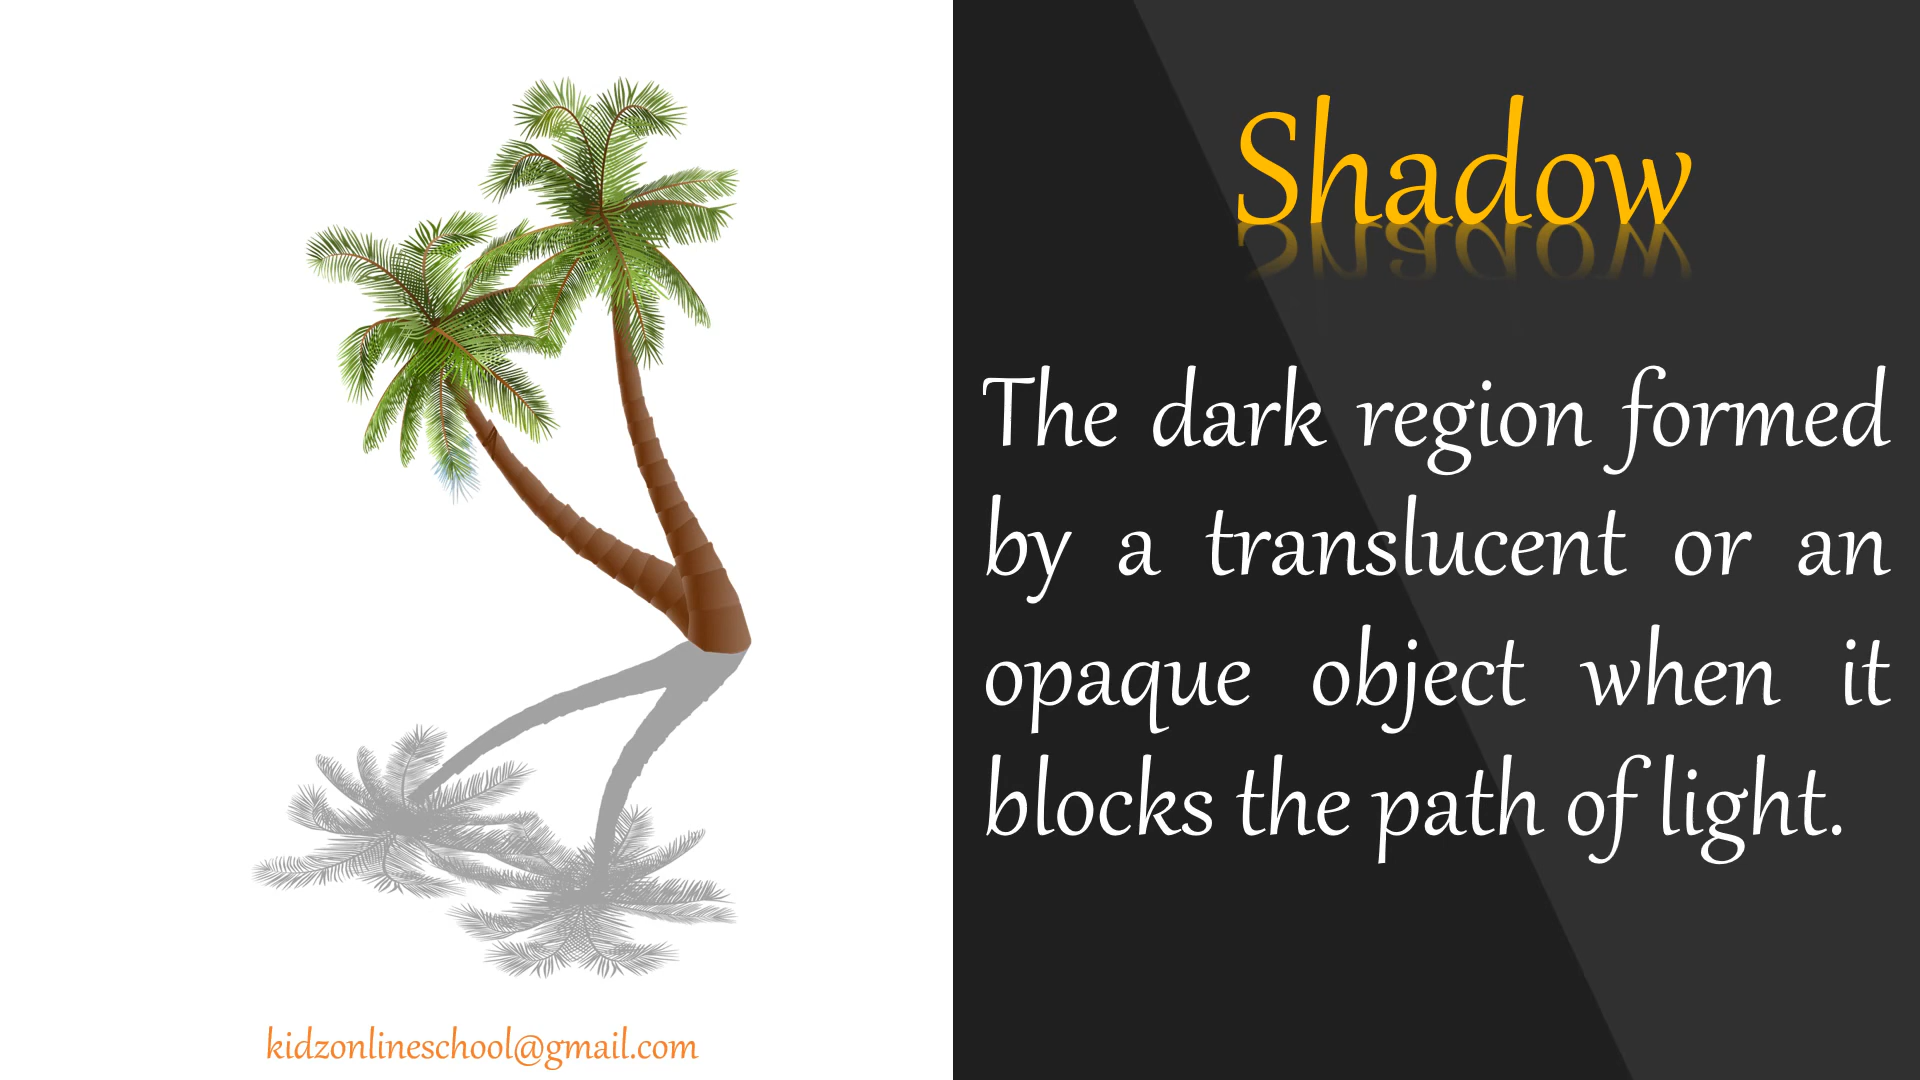 Shadow
The dark region formed
by a translucent or an
opaque object when it
blocks the path of light.
kidzonlineschool@gmail.com